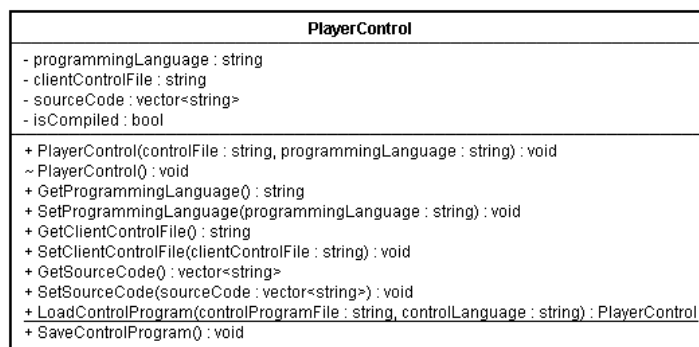 PlayerControl
- programmingLanguage : string
- clientControlFile : string
- sourceCode : vector<string>
- isCompiled : bool
+ PlayerControl(controlFile : string, programmingLanguage : string) : void
~ PlayerControl() : void
+ GetProgrammingLanguage() : string
+ SetProgrammingLanguage(programmingLanguage : string) : void
+ GetClientControlFile() : string
+ SetClientControlFile(clientControlFile : string) : void
+ GetSourceCode() : vector<string>
+ SetSourceCode(sourceCode : vector<string>) : void
+ LoadControlProgram(controlProgramFile : string, controlLanguage : string) : PlayerControl
+ SaveControlProgram() : void